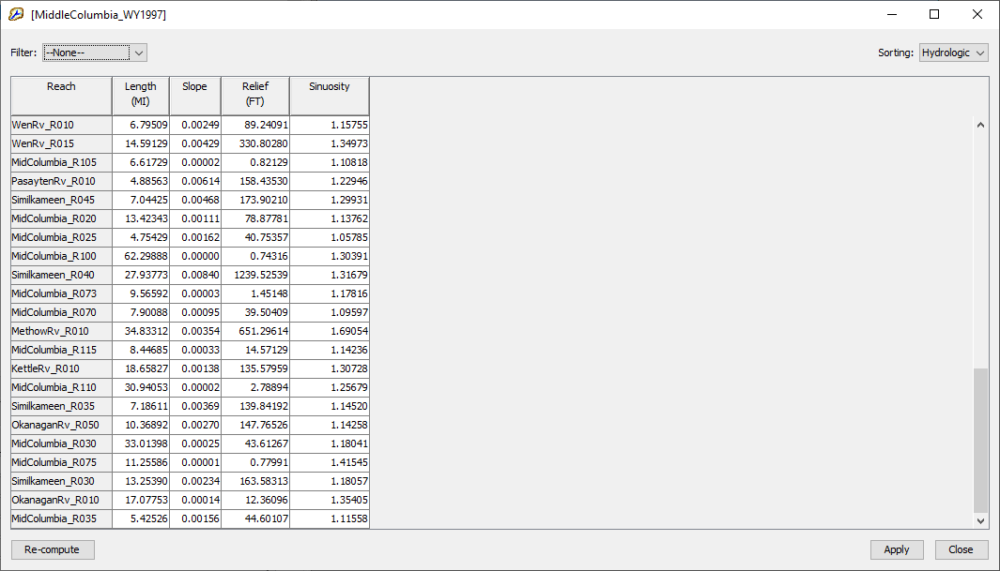 [MiddleColumbia_WY1997]
Filter: --None-- Sorting: Hydrologic
Reach Length (MI) Slope Relief (FT) Sinuosity
WenRv_R010 6.79509 0.00249 89.24091 1.15755
WenRv_R015 14.59129 0.00429 330.80280 1.34973
MidColumbia_R105 6.61729 0.00002 0.82129 1.10818
PasaytenRv_R010 4.88563 0.00614 158.43530 1.22946
Similkameen_R045 7.04425 0.00468 173.90210 1.29931
MidColumbia_R020 13.42343 0.00111 78.87781 1.13762
MidColumbia_R025 4.75429 0.00162 40.75357 1.05785
MidColumbia_R100 62.29888 0.00000 0.74316 1.30391
Similkameen_R040 27.93773 0.00840 1239.52539 1.31679
MidColumbia_R073 9.56592 0.00003 1.45148 1.17816
MidColumbia_R070 7.90088 0.00095 39.50409 1.09597
MethowRv_R010 34.83312 0.00354 651.29614 1.69054
MidColumbia_R115 8.44685 0.00033 14.57129 1.14236
KettleRv_R010 18.65827 0.00138 135.57959 1.30728
MidColumbia_R110 30.94053 0.00002 2.78894 1.25679
Similkameen_R035 7.18611 0.00369 139.84192 1.14520
OkanaganRv_R050 10.36892 0.00270 147.76526 1.14258
MidColumbia_R030 33.01398 0.00025 43.61267 1.18041
MidColumbia_R075 11.25586 0.00001 0.77991 1.41545
Similkameen_R030 13.25390 0.00234 163.58313 1.18057
OkanaganRv_R010 17.07753 0.00014 12.36096 1.35405
MidColumbia_R035 5.42526 0.00156 44.60107 1.11558
Re-compute Apply Close